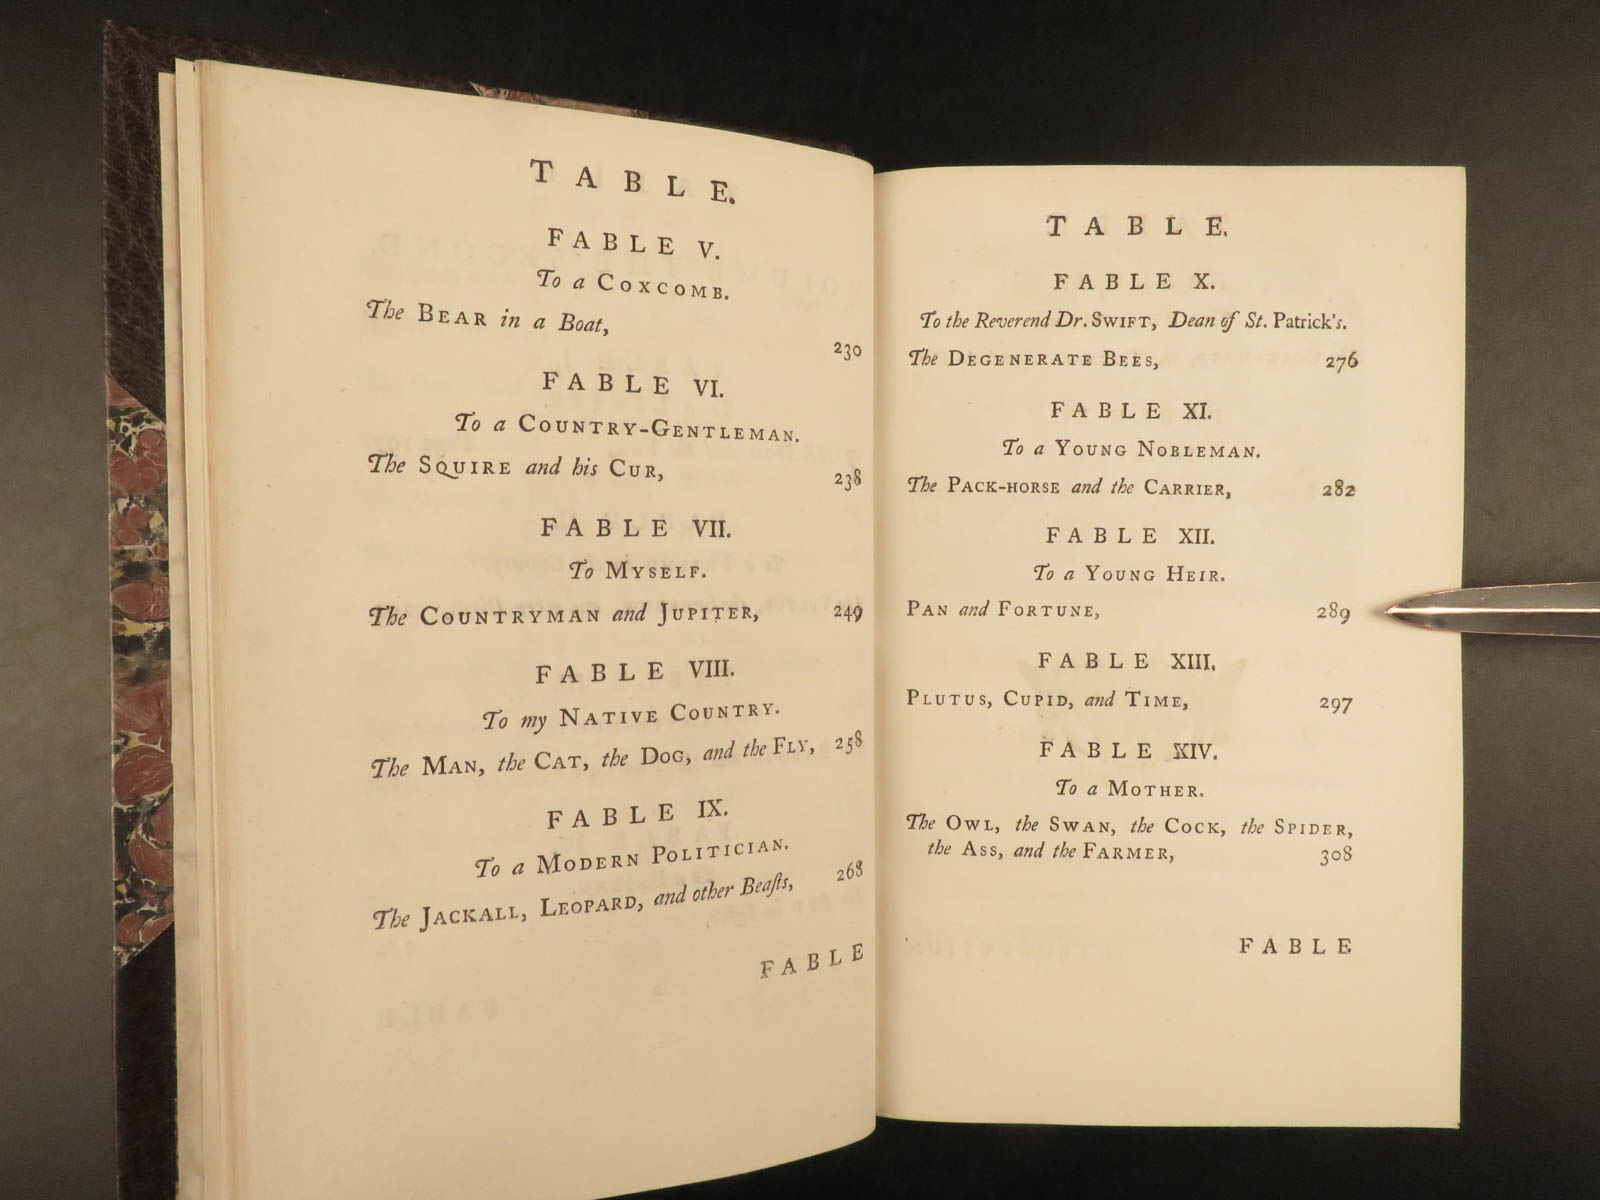 TABLE.
FABLE V.
To a COXCOMB.
The BEAR in a Boat,
230
FABLE VI.
To a COUNTRY-GENTLEMAN.
The SQUIRE and his CUR, 238
FABLE VII.
To MYSELF.
The COUNTRYMAN and JUPITER, 249
FABLE VIII.
To my NATIVE COUNTRY.
The MAN, the CAT, the DOG, and the FLY, 258
FABLE IX.
To a MODERN POLITICIAN.
The JACKALL, LEOPARD, and other Beaſts, 268
FABLE
TABLE.
FABLE X.
To the Reverend Dr. SWIFT, Dean of St. Patrick's.
The DEGENERATE BEES, 276
FABLE XI.
To a YOUNG NOBLEMAN.
The PACK-HORSE and the CARRIER, 282
FABLE XII.
To a YOUNG HEIR.
PAN and FORTUNE, 289
FABLE XIII.
PLUTUS, CUPID, and TIME, 297
FABLE XIV.
To a MOTHER.
The OWL, the SWAN, the COCK, the SPIDER,
the ASS, and the FARMER, 308
FABLE